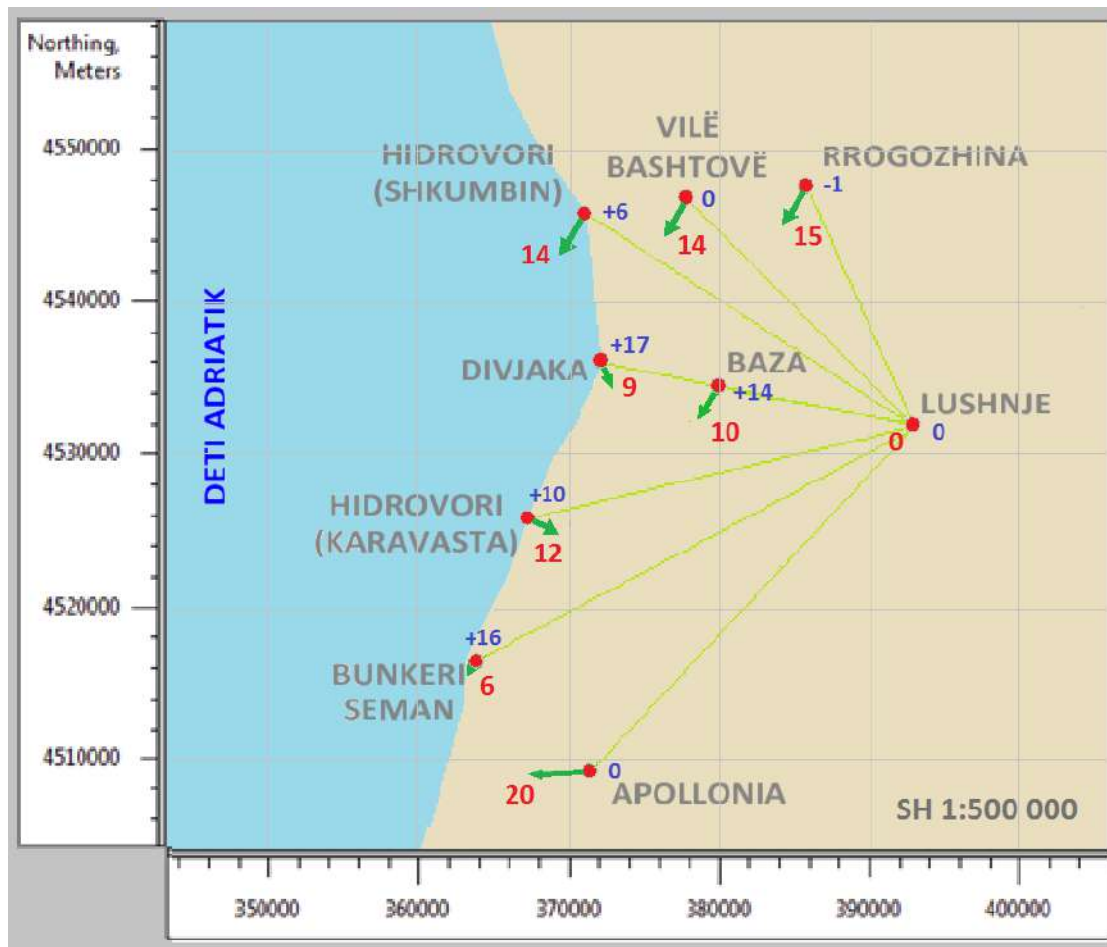 Northing,
Meters
4550000
4540000
4530000
4520000
4510000
HIDROVORI
(SHKUMBIN)
+6
14
VILË
BASHTOVË
0
14
RROGOZHINA
-1
15
DETI ADRIATIK
DIVJAKA
+17
9
BAZA
+14
10
LUSHNJE
0
0
HIDROVORI
(KARAVASTA)
+10
12
BUNKERI
SEMAN
+16
6
20
0
APOLLONIA
SH 1:500 000
350000
360000
370000
380000
390000
400000